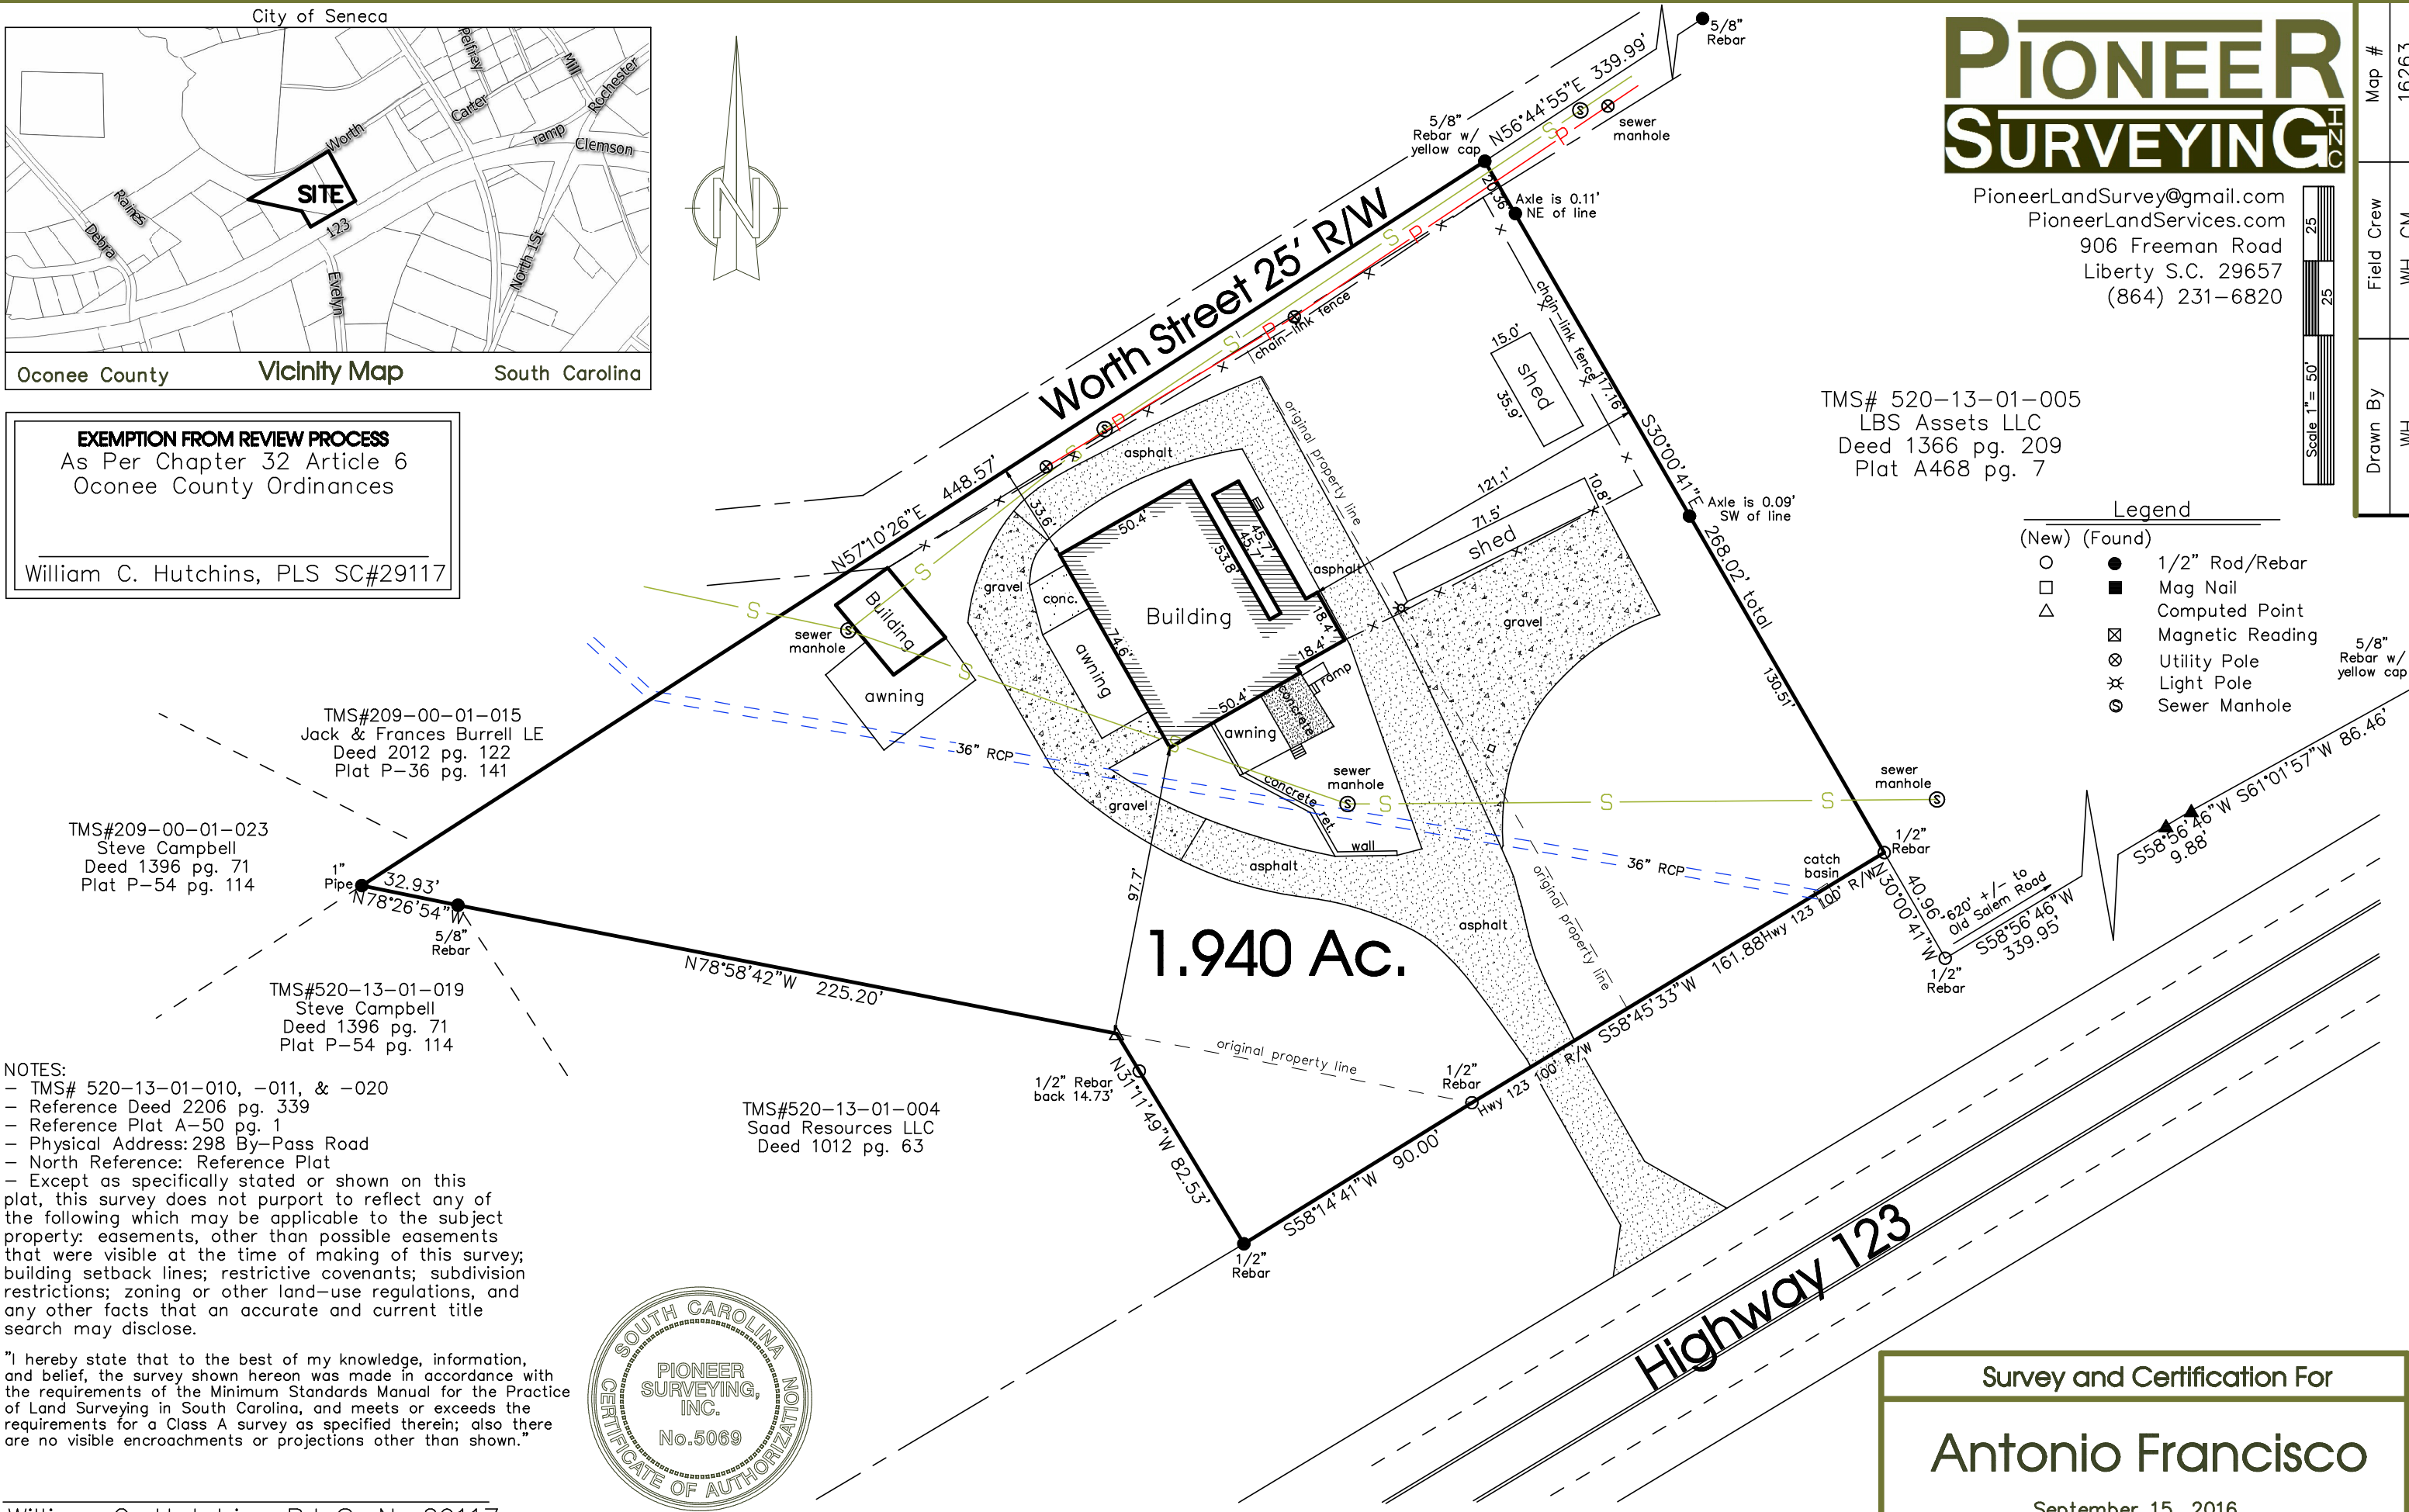 City of Seneca
Pelfrey
Mill
Rochester
Carter
Worth
ramp
Clemson
SITE
Raines
Debra
123
Evelyn
North 1St
Oconee County
Vicinity Map
South Carolina
EXEMPTION FROM REVIEW PROCESS
As Per Chapter 32 Article 6
Oconee County Ordinances
William C. Hutchins, PLS SC#29117
N
PIONEER
SURVEYING INC
PioneerLandSurvey@gmail.com
PioneerLandServices.com
906 Freeman Road
Liberty S.C. 29657
(864) 231-6820
Scale 1"= 50'
25
25
Map #
16263
Field Crew
WH, CM
Drawn By
WH
TMS# 520-13-01-005
LBS Assets LLC
Deed 1366 pg. 209
Plat A468 pg. 7
Legend
(New) (Found)
1/2" Rod/Rebar
Mag Nail
Computed Point
Magnetic Reading
Utility Pole
Light Pole
Sewer Manhole
5/8"
Rebar w/
yellow cap
5/8"
Rebar
N56°44'55"E 339.99'
sewer
manhole
5/8"
Rebar w/
yellow cap
20.36'
Axle is 0.11'
NE of line
Worth Street 25' R/W
chain-link fence
chain-link fence
117.16'
15.0'
shed
35.9'
S30°00'41"E
268.02' total
Axle is 0.09'
SW of line
130.51'
N57°10'26"E 448.57'
33.6'
asphalt
original property line
121.1'
10.8'
71.5'
shed
gravel
50.4'
53.8'
45.7'
45.7'
asphalt
gravel
conc.
Building
18.4'
18.4'
74.6'
awning
50.4'
ramp
concrete
awning
concrete ret.
wall
Building
sewer
manhole
awning
36" RCP
gravel
asphalt
sewer
manhole
sewer
manhole
36" RCP
catch
basin
1/2"
Rebar
N30°00'41"W
40.96'
620' +/- to
Old Salem Road
S58°56'46"W
339.95'
1/2"
Rebar
S58°56'46"W
9.88'
S61°01'57"W 86.46'
TMS#209-00-01-015
Jack & Frances Burrell LE
Deed 2012 pg. 122
Plat P-36 pg. 141
TMS#209-00-01-023
Steve Campbell
Deed 1396 pg. 71
Plat P-54 pg. 114
1"
Pipe
32.93'
N78°26'54"W
5/8"
Rebar
N78°58'42"W 225.20'
97.7'
1.940 Ac.
asphalt
original property line
original property line
Hwy 123 100' R/W
S58°45'33"W 161.88
Hwy 123 100' R/W
1/2"
Rebar
S58°14'41"W 90.00'
1/2" Rebar
back 14.73'
N31°11'49"W 82.53'
1/2"
Rebar
TMS#520-13-01-019
Steve Campbell
Deed 1396 pg. 71
Plat P-54 pg. 114
TMS#520-13-01-004
Saad Resources LLC
Deed 1012 pg. 63
Highway 123
NOTES:
- TMS# 520-13-01-010, -011, & -020
- Reference Deed 2206 pg. 339
- Reference Plat A-50 pg. 1
- Physical Address: 298 By-Pass Road
- North Reference: Reference Plat
- Except as specifically stated or shown on this
plat, this survey does not purport to reflect any of
the following which may be applicable to the subject
property: easements, other than possible easements
that were visible at the time of making of this survey;
building setback lines; restrictive covenants; subdivision
restrictions; zoning or other land-use regulations, and
any other facts that an accurate and current title
search may disclose.
"I hereby state that to the best of my knowledge, information,
and belief, the survey shown hereon was made in accordance with
the requirements of the Minimum Standards Manual for the Practice
of Land Surveying in South Carolina, and meets or exceeds the
requirements for a Class A survey as specified therein; also there
are no visible encroachments or projections other than shown."
SOUTH CAROLINA
PIONEER
SURVEYING,
INC.
No.5069
CERTIFICATE OF AUTHORIZATION
Survey and Certification For
Antonio Francisco
September 15, 2016